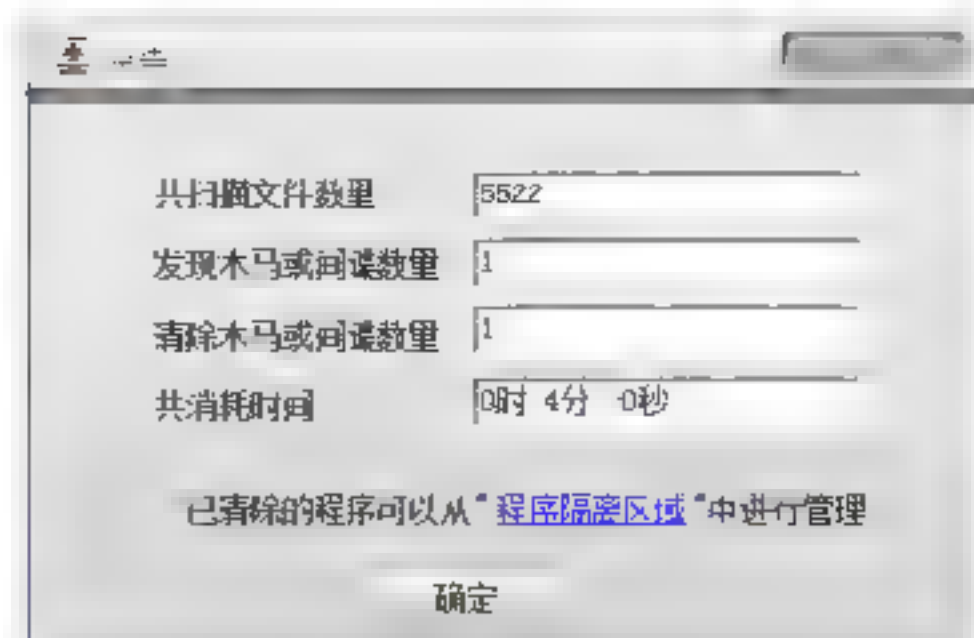 共扫描文件数量 5522
发现木马或间谍数量 1
清除木马或间谍数量 1
共消耗时间 0时 4分 0秒
已清除的程序可以从"程序隔离区域"中进行管理
确定